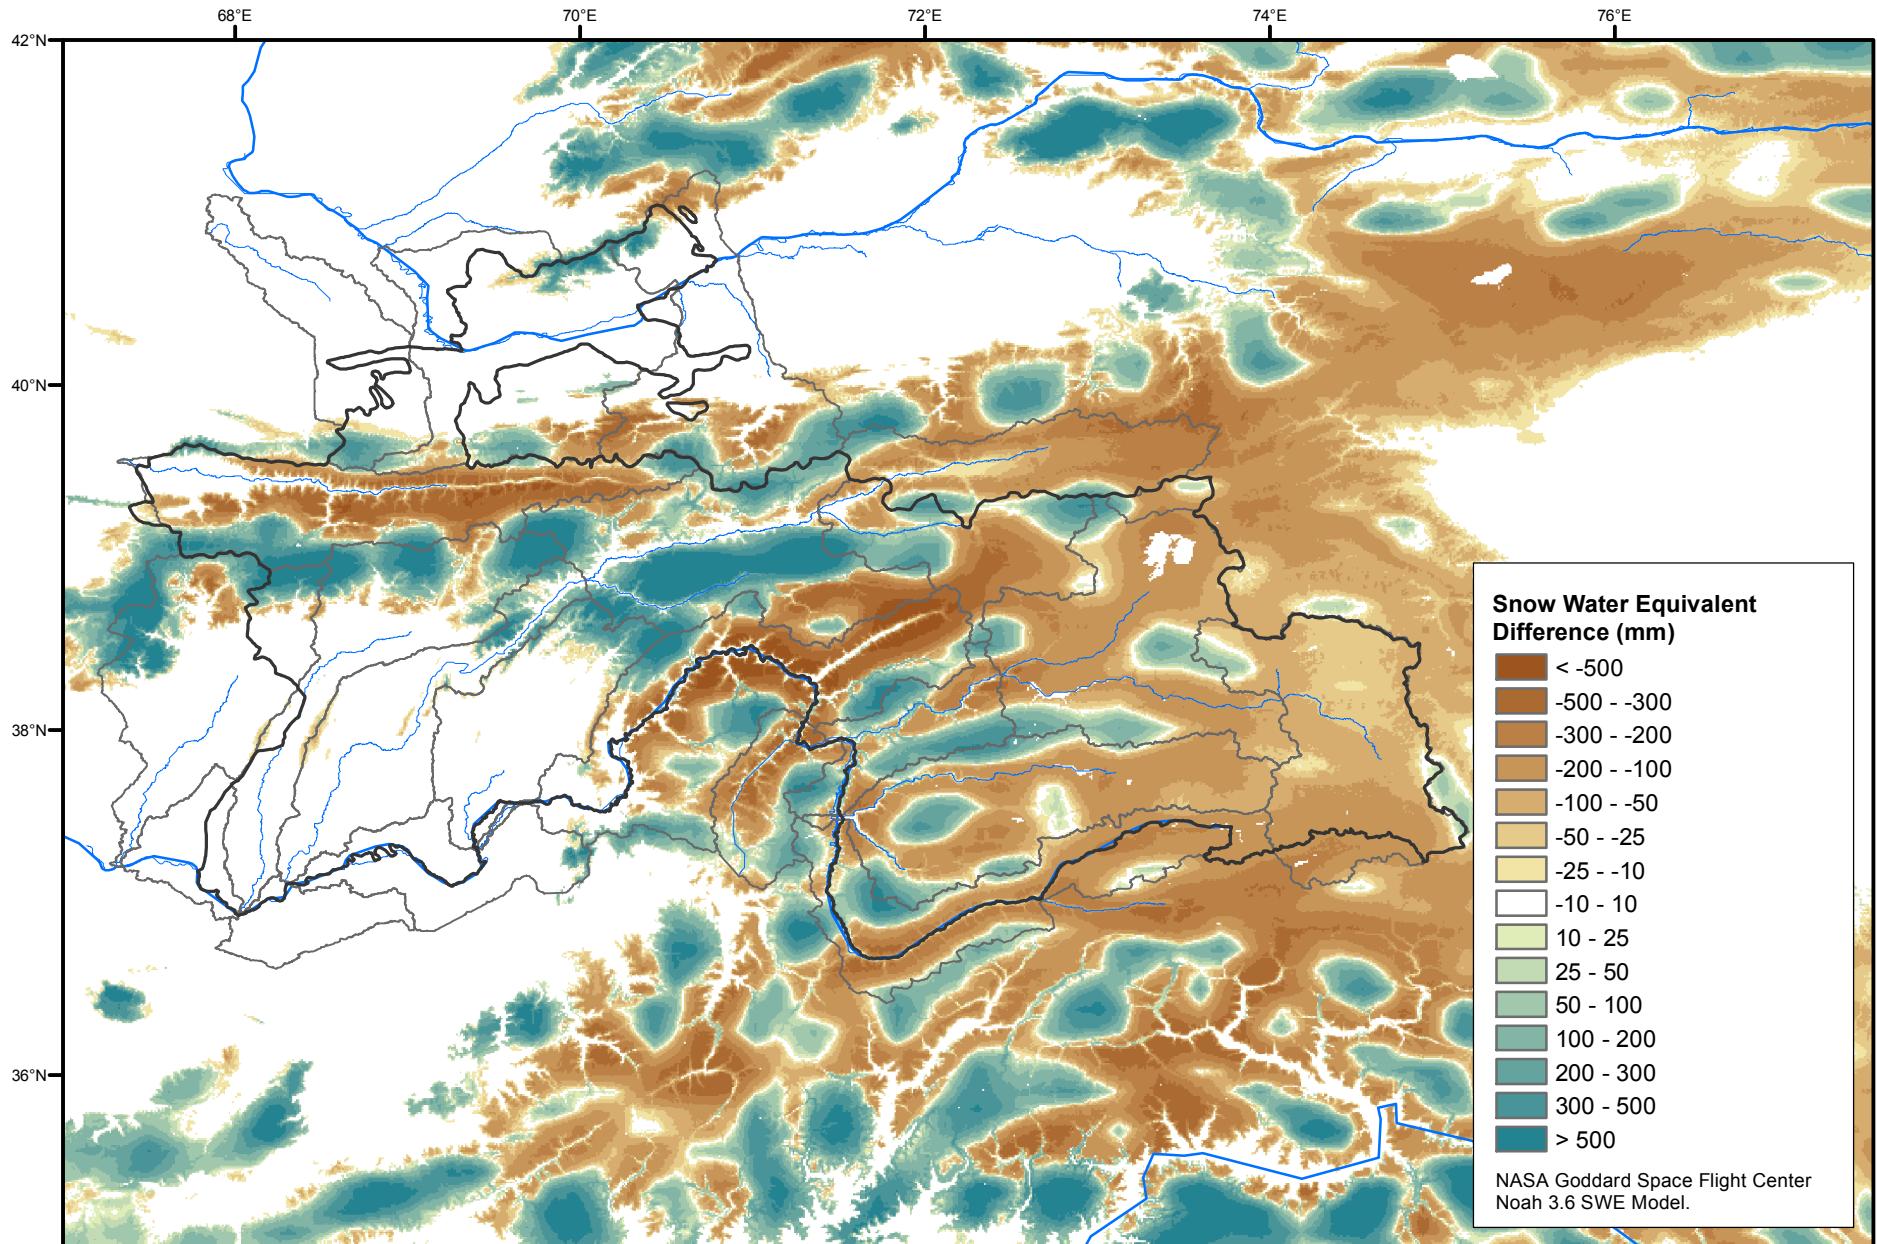 68°E
70°E
72°E
74°E
76°E
42°N
40°N
38°N
36°N
Snow Water Equivalent
Difference (mm)
< -500
-500 - -300
-300 - -200
-200 - -100
-100 - -50
-50 - -25
-25 - -10
-10 - 10
10 - 25
25 - 50
50 - 100
100 - 200
200 - 300
300 - 500
> 500
NASA Goddard Space Flight Center
Noah 3.6 SWE Model.